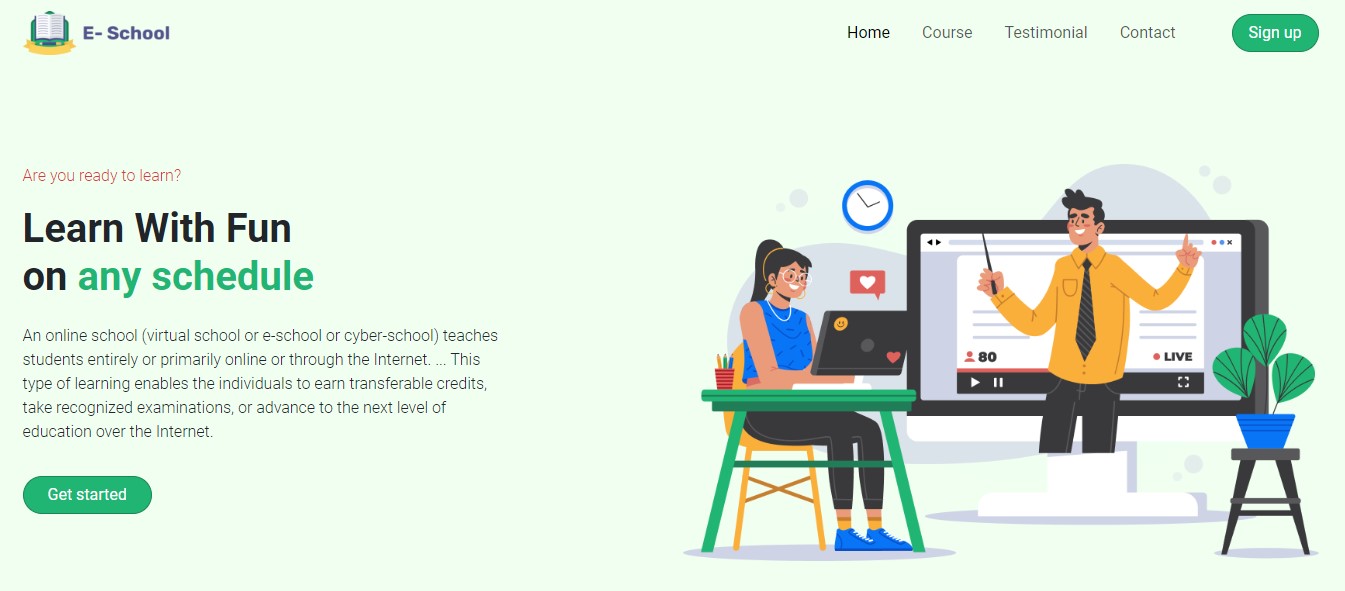 E- School
Home
Course
Testimonial
Contact
Sign up
Are you ready to learn?
Learn With Fun
on any schedule
An online school (virtual school or e-school or cyber-school) teaches
students entirely or primarily online or through the Internet. ... This
type of learning enables the individuals to earn transferable credits,
take recognized examinations, or advance to the next level of
education over the Internet.
Get started
80
LIVE